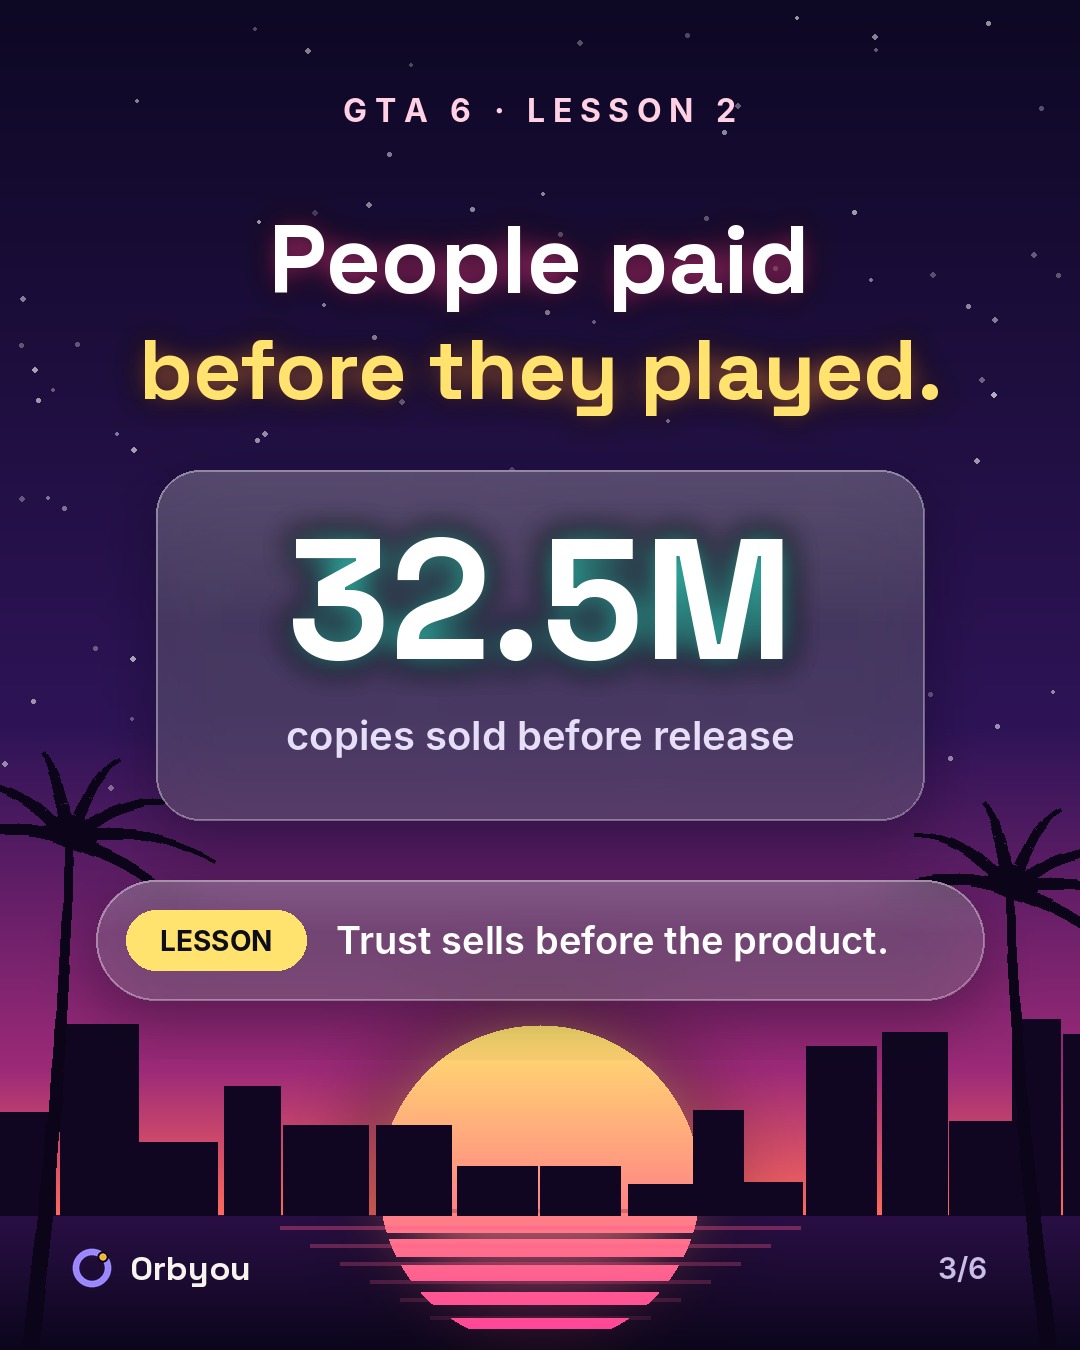 GTA 6 · LESSON 2
People paid
before they played.
32.5M
copies sold before release
LESSON Trust sells before the product.
Orbyou
3/6